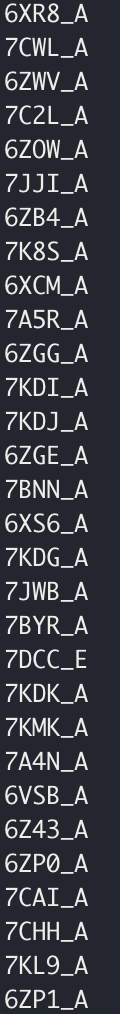 6XR8_A
7CWL_A
6ZWV_A
7C2L_A
6ZOW_A
7JJI_A
6ZB4_A
7K8S_A
6XCM_A
7A5R_A
6ZGG_A
7KDI_A
7KDJ_A
6ZGE_A
7BNN_A
6XS6_A
7KDG_A
7JWB_A
7BYR_A
7DCC_E
7KDK_A
7KMK_A
7A4N_A
6VSB_A
6Z43_A
6ZP0_A
7CAI_A
7CHH_A
7KL9_A
6ZP1_A